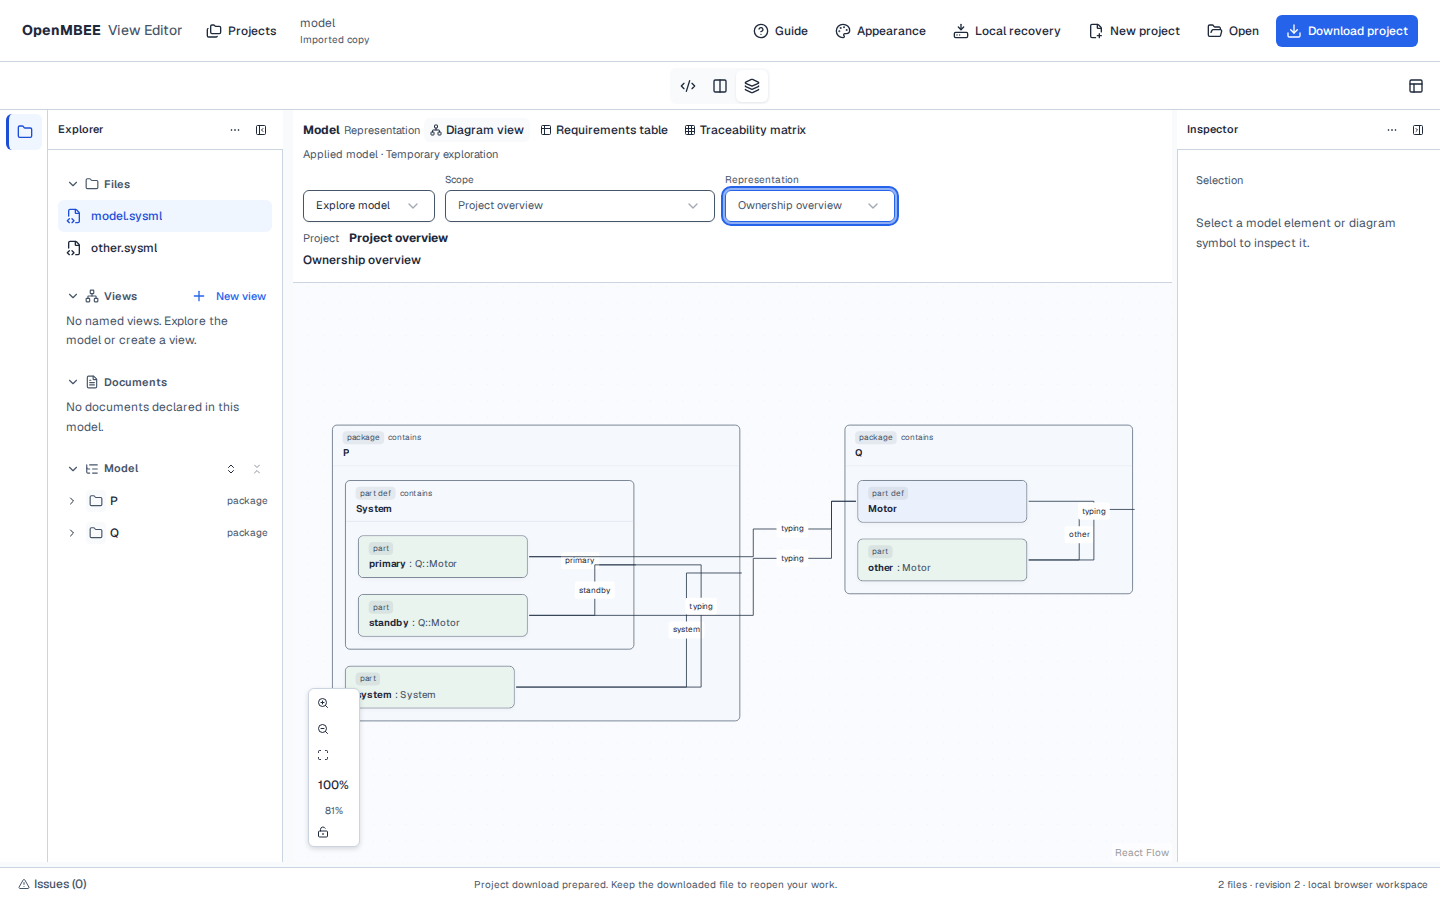 OpenMBEE View Editor
Projects
model
Imported copy
Guide
Appearance
Local recovery
New project
Open
Download project
Explorer
Files
model.sysml
other.sysml
Views
New view
No named views. Explore the
model or create a view.
Documents
No documents declared in this
model.
Model
P package
Q package
Model Representation Diagram view Requirements table Traceability matrix
Applied model · Temporary exploration
Scope
Representation
Explore model
Project overview
Ownership overview
Project Project overview
Ownership overview
package contains
P
part def contains
System
part
primary : Q::Motor
part
standby : Q::Motor
part
system : System
primary
standby
typing
system
typing
typing
package contains
Q
part def
Motor
part
other : Motor
typing
other
100%
81%
React Flow
Inspector
Selection
Select a model element or diagram
symbol to inspect it.
Issues (0)
Project download prepared. Keep the downloaded file to reopen your work.
2 files · revision 2 · local browser workspace